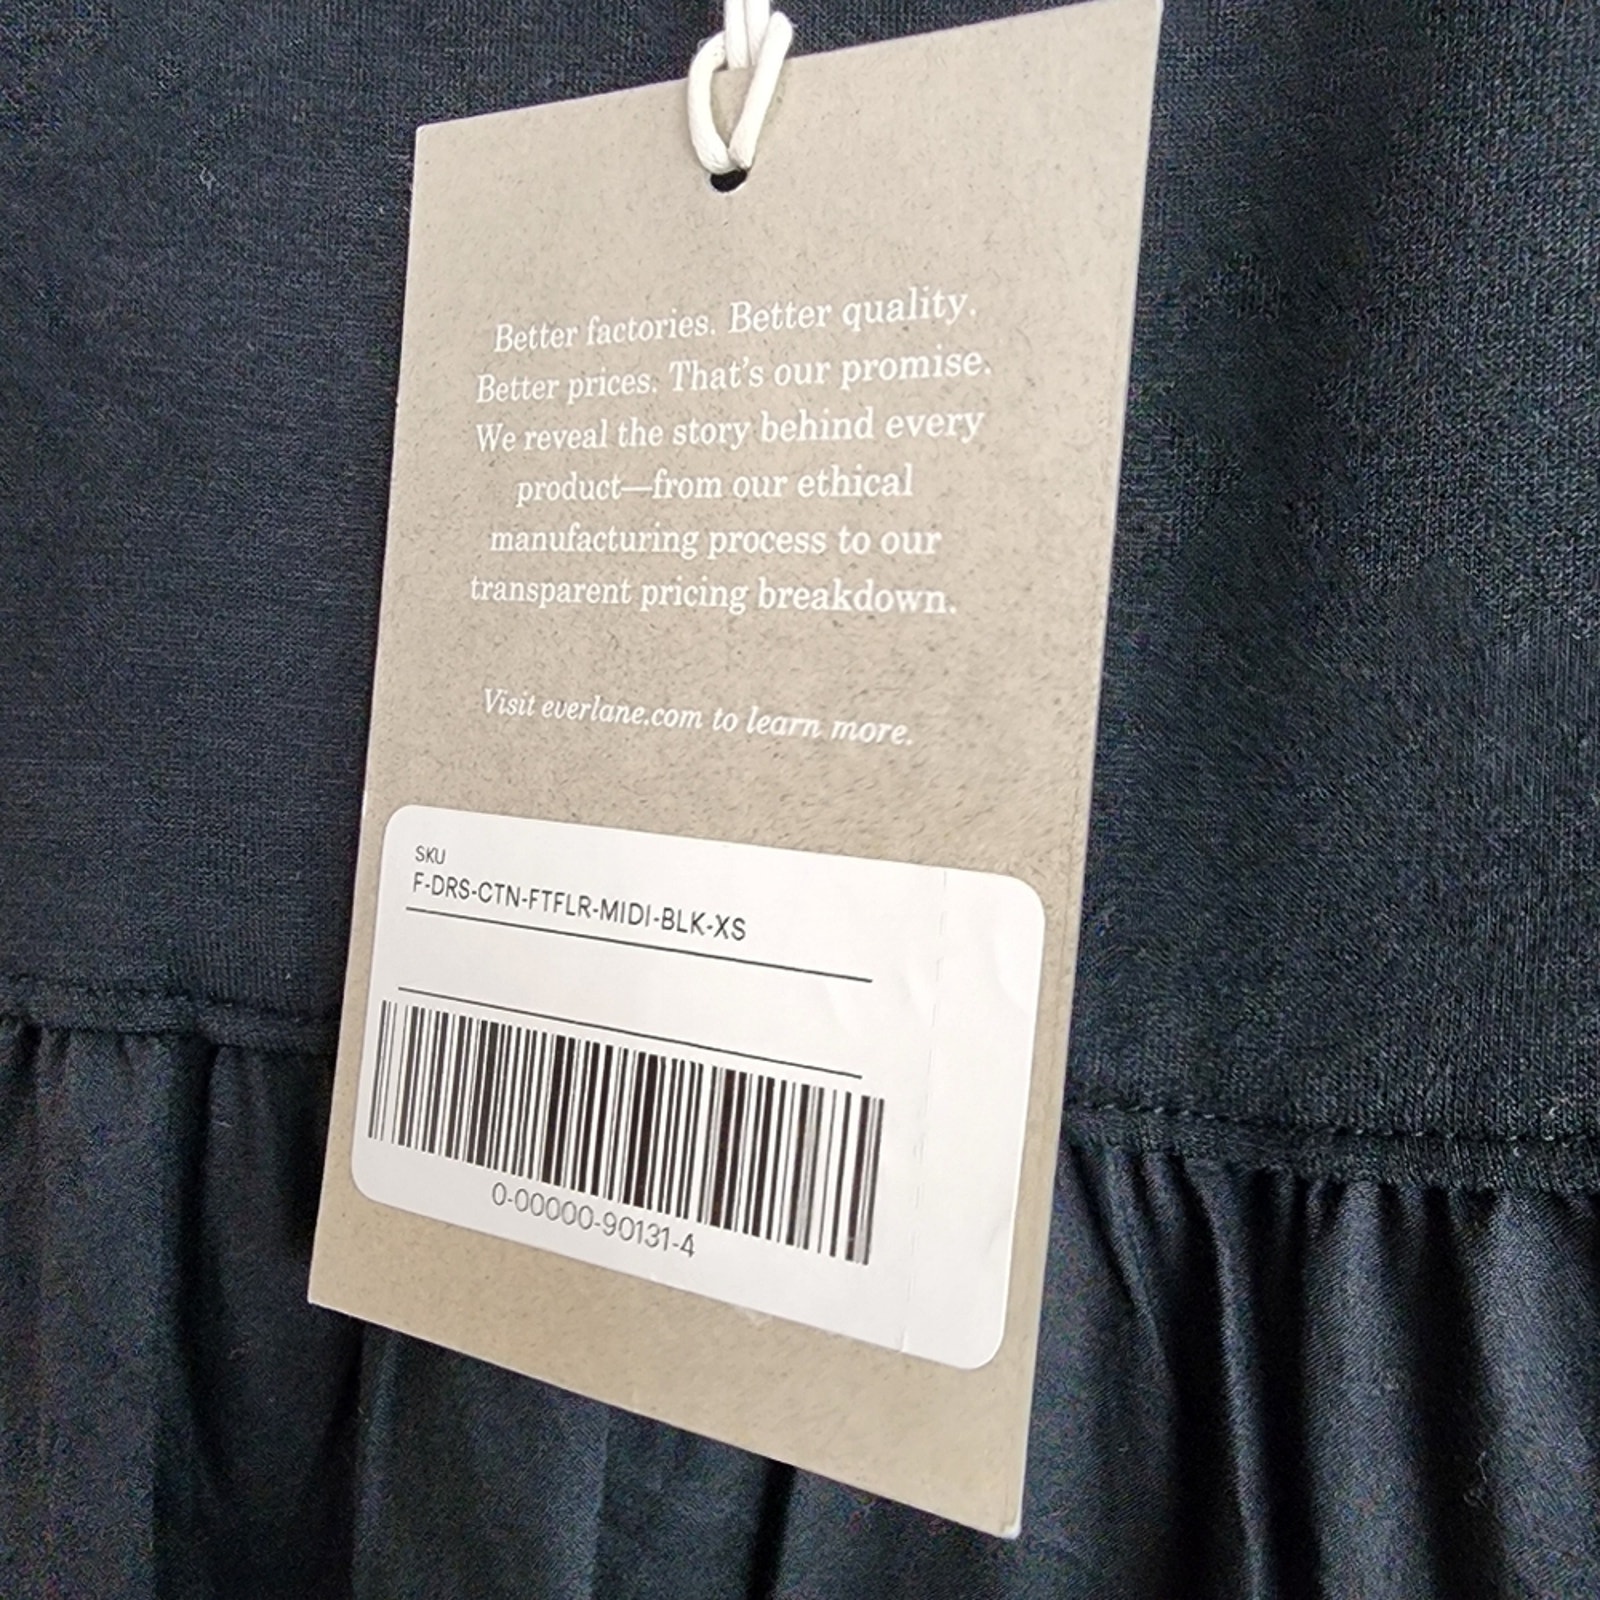 Better factories. Better quality.
Better prices. That's our promise.
We reveal the story behind every
product—from our ethical
manufacturing process to our
transparent pricing breakdown.
Visit everlane.com to learn more.
SKU
F-DRS-CTN-FTFLR-MIDI-BLK-XS
0-00000-90131-4